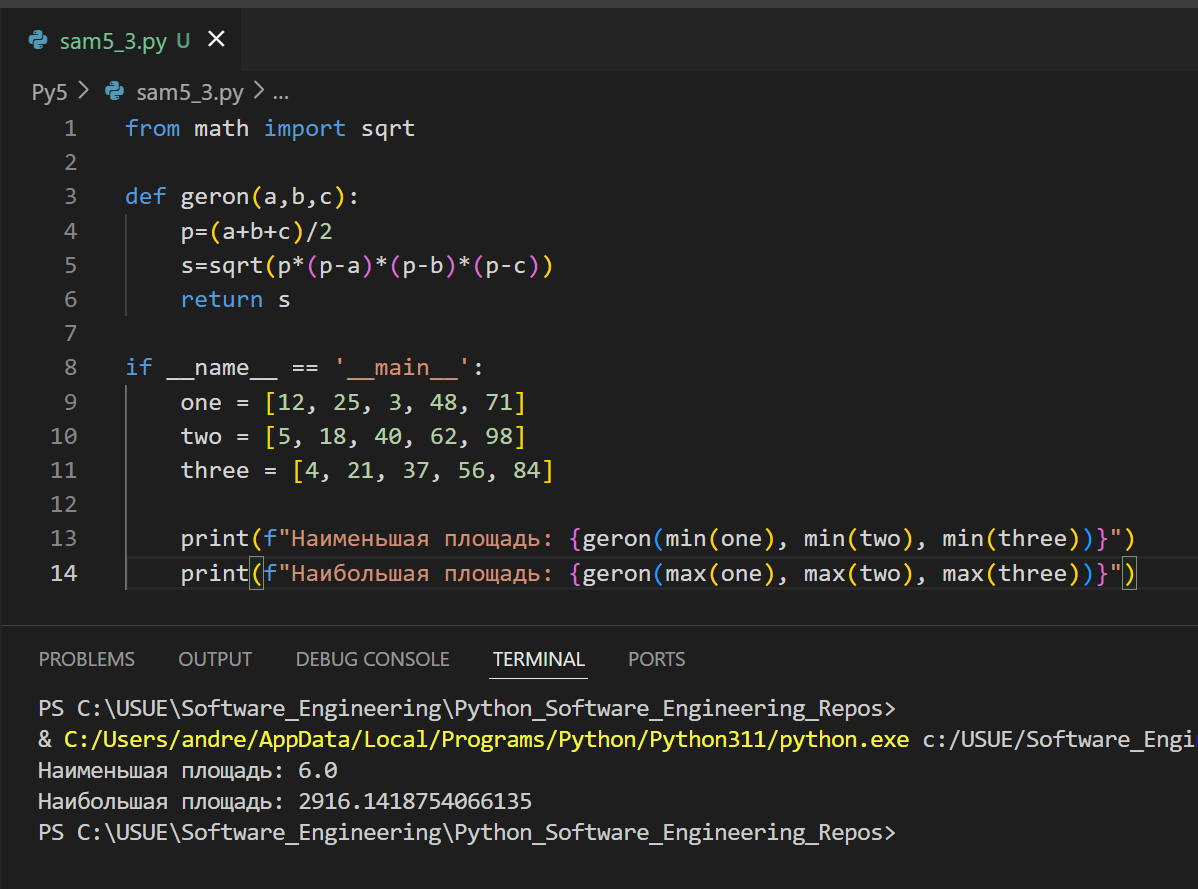 sam5_3.py U
Py5 > sam5_3.py > ...
1 from math import sqrt
2
3 def geron(a,b,c):
4     p=(a+b+c)/2
5     s=sqrt(p*(p-a)*(p-b)*(p-c))
6     return s
7
8 if __name__ == '__main__':
9     one = [12, 25, 3, 48, 71]
10     two = [5, 18, 40, 62, 98]
11     three = [4, 21, 37, 56, 84]
12
13     print(f"Наименьшая площадь: {geron(min(one), min(two), min(three))}")
14     print(f"Наибольшая площадь: {geron(max(one), max(two), max(three))}")
PROBLEMS OUTPUT DEBUG CONSOLE TERMINAL PORTS
PS C:\USUE\Software_Engineering\Python_Software_Engineering_Repos>
& C:/Users/andre/AppData/Local/Programs/Python/Python311/python.exe c:/USUE/Software_Engi
Наименьшая площадь: 6.0
Наибольшая площадь: 2916.1418754066135
PS C:\USUE\Software_Engineering\Python_Software_Engineering_Repos>